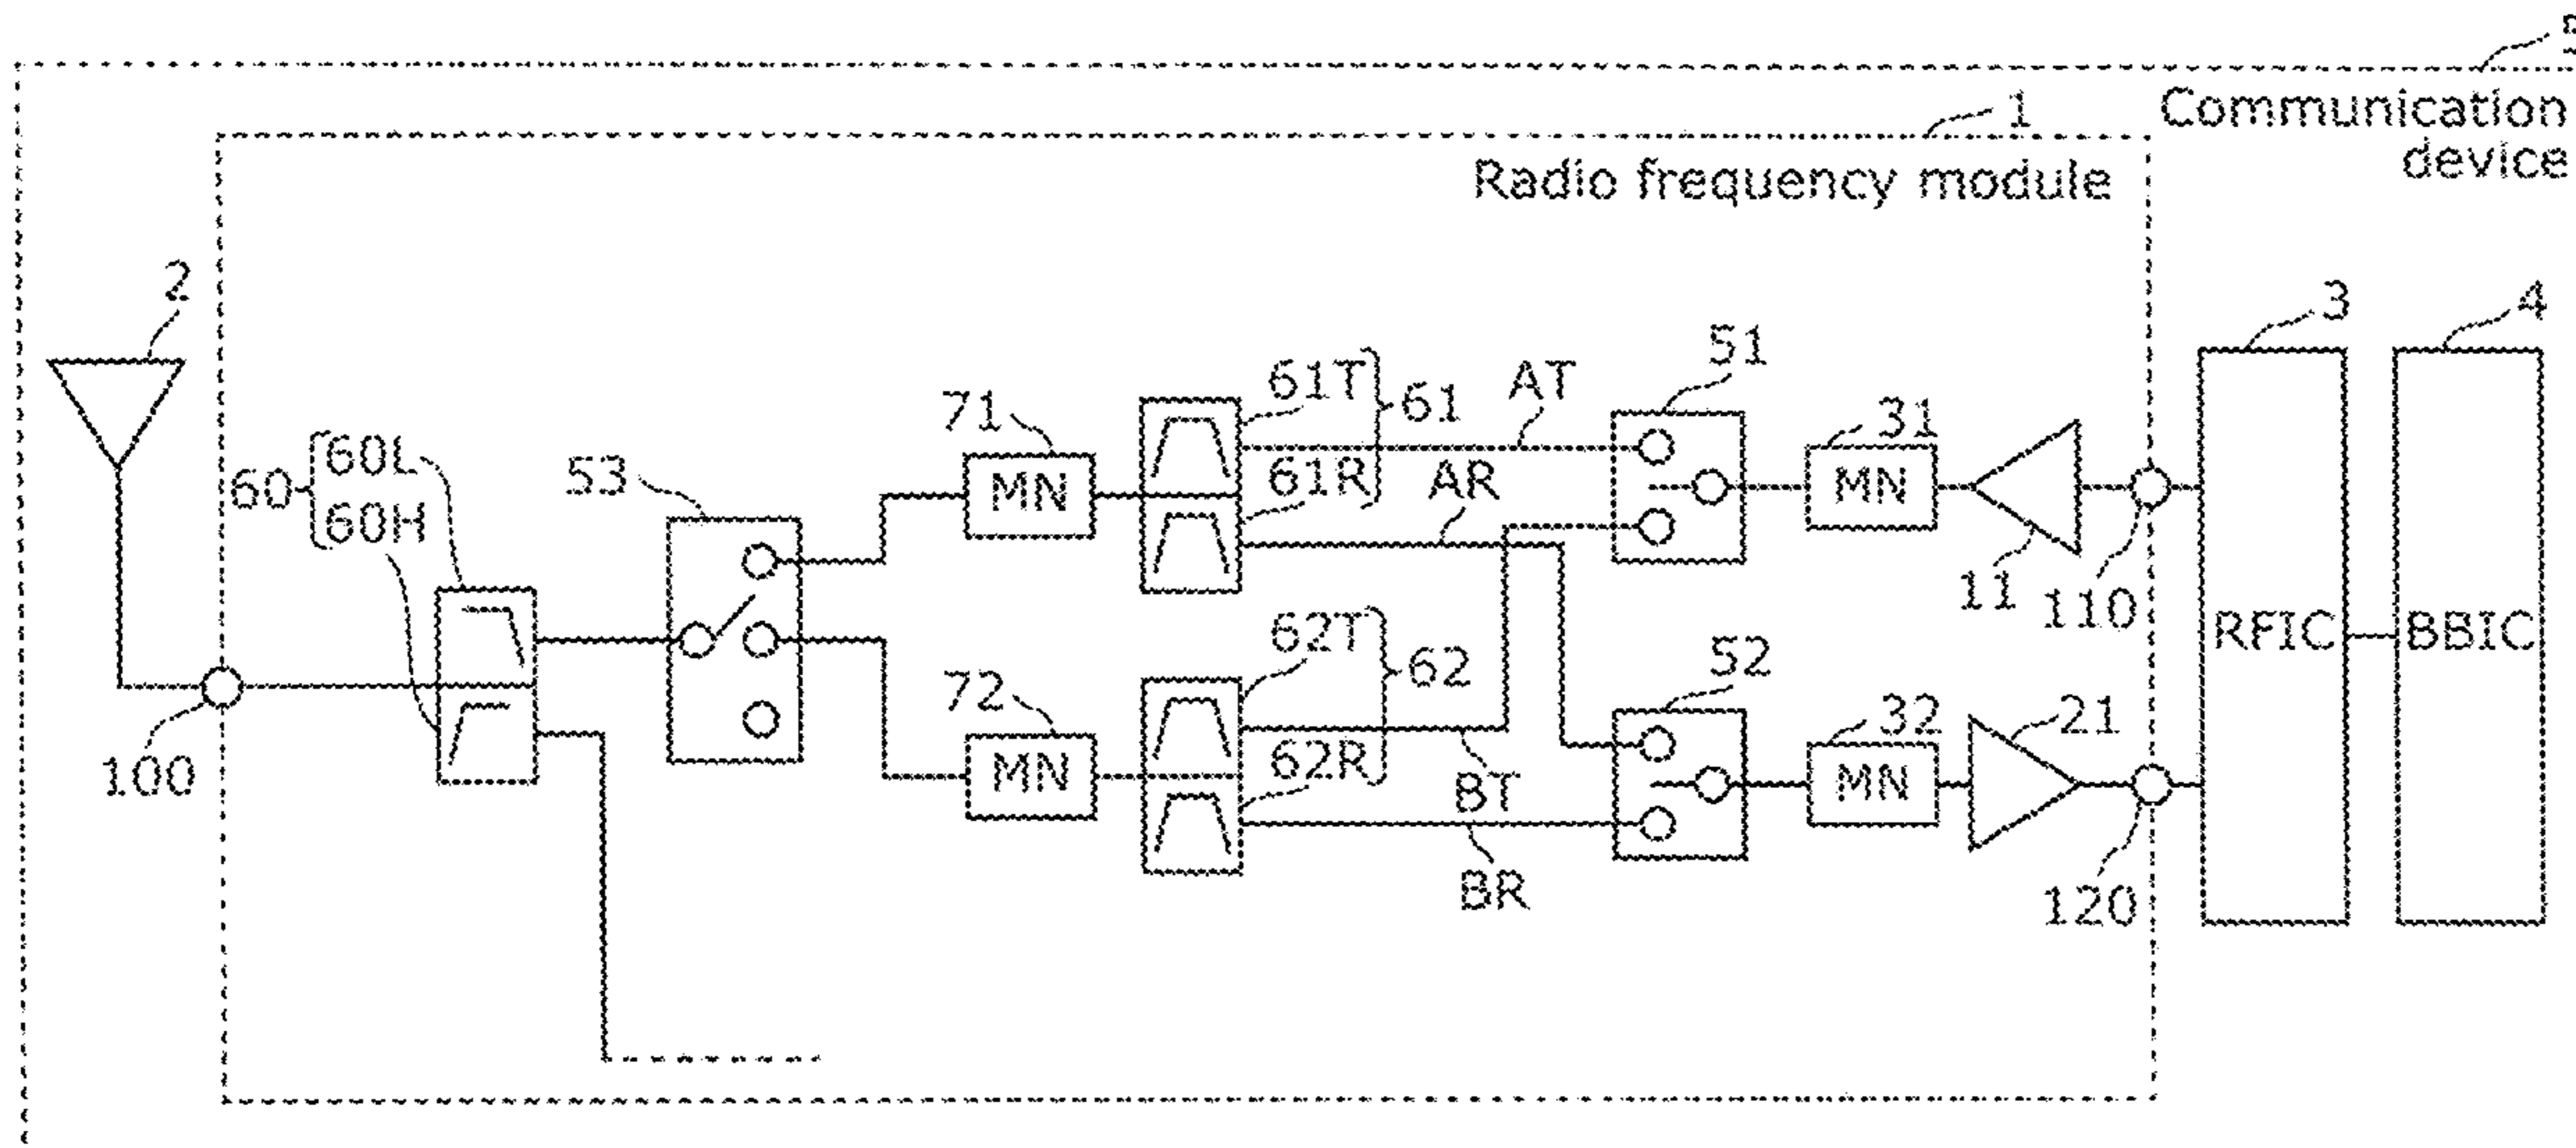 5
Communication
device
1
Radio frequency module
2
3
4
51
61T
61
AT
71
31
60L
60
60H
53
MN
61R
AR
MN
11
110
62T
62
52
RFIC
BBIC
72
32
21
100
MN
62R
BT
MN
BR
120